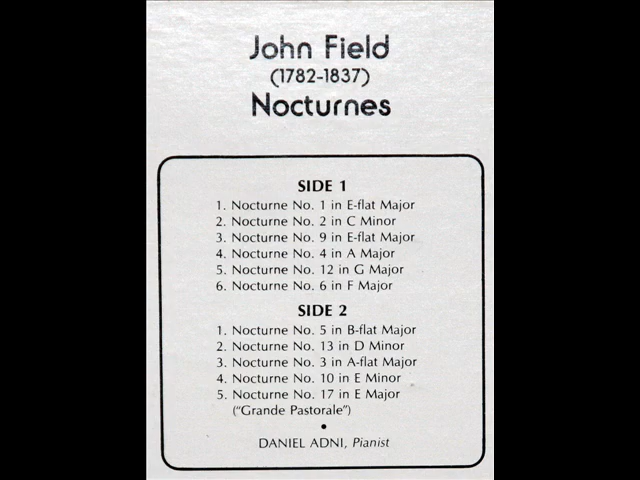 John Field
(1782-1837)
Nocturnes
SIDE 1
1. Nocturne No. 1 in E-flat Major
2. Nocturne No. 2 in C Minor
3. Nocturne No. 9 in E-flat Major
4. Nocturne No. 4 in A Major
5. Nocturne No. 12 in G Major
6. Nocturne No. 6 in F Major
SIDE 2
1. Nocturne No. 5 in B-flat Major
2. Nocturne No. 13 in D Minor
3. Nocturne No. 3 in A-flat Major
4. Nocturne No. 10 in E Minor
5. Nocturne No. 17 in E Major
("Grande Pastorale")
•
DANIEL ADNI, Pianist